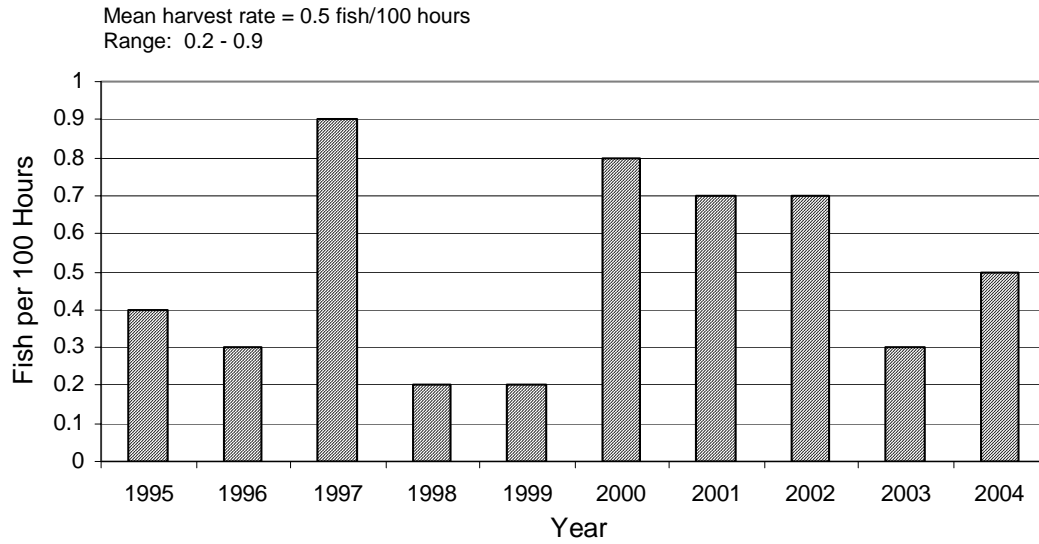 Mean harvest rate = 0.5 fish/100 hours
Range: 0.2 - 0.9
1
0.9
0.8
0.7
0.6
0.5
0.4
0.3
0.2
0.1
0
Fish per 100 Hours
1995 1996 1997 1998 1999 2000 2001 2002 2003 2004
Year